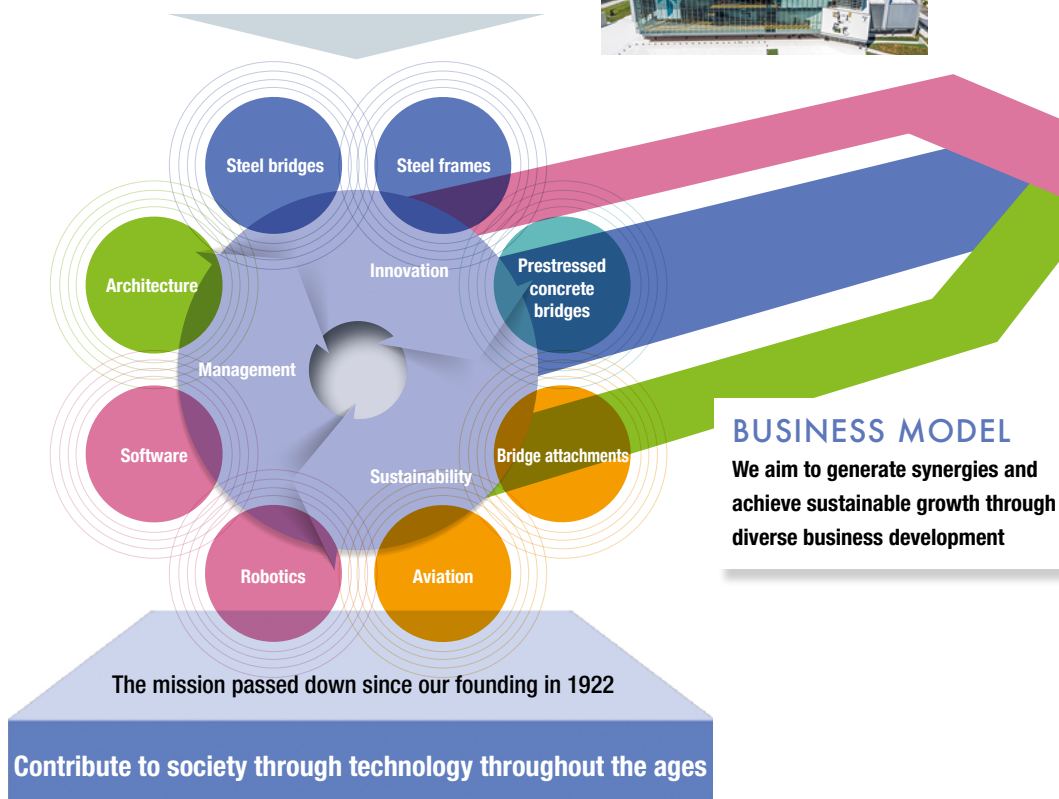 Steel bridges
Steel frames
Architecture
Innovation
Prestressed
concrete
bridges
Management
Software
Sustainability
Bridge attachments
Robotics
Aviation
BUSINESS MODEL
We aim to generate synergies and
achieve sustainable growth through
diverse business development
The mission passed down since our founding in 1922
Contribute to society through technology throughout the ages